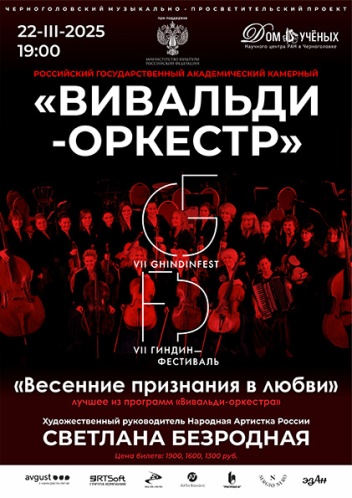 ЧЕРНОГОЛОВСКИЙ МУЗЫКАЛЬНО - ПРОСВЕТИТЕЛЬСКИЙ ПРОЕКТ
при поддержке
22-III-2025
19:00
МИНИСТЕРСТВО КУЛЬТУРЫ
РОССИЙСКОЙ ФЕДЕРАЦИИ
Дом УЧЁНЫХ
Научного центра РАН в Черноголовке
РОССИЙСКИЙ ГОСУДАРСТВЕННЫЙ АКАДЕМИЧЕСКИЙ КАМЕРНЫЙ
«ВИВАЛЬДИ
-ОРКЕСТР»
VII GHINDINFEST
VII ГИНДИН—
ФЕСТИВАЛЬ
«Весенние признания в любви»
лучшее из программ «Вивальди-оркестра»
Художественный руководитель Народная Артистка России
СВЕТЛАНА БЕЗРОДНАЯ
Цена билета: 1900, 1600, 1300 руб.
avgust
RTSoft